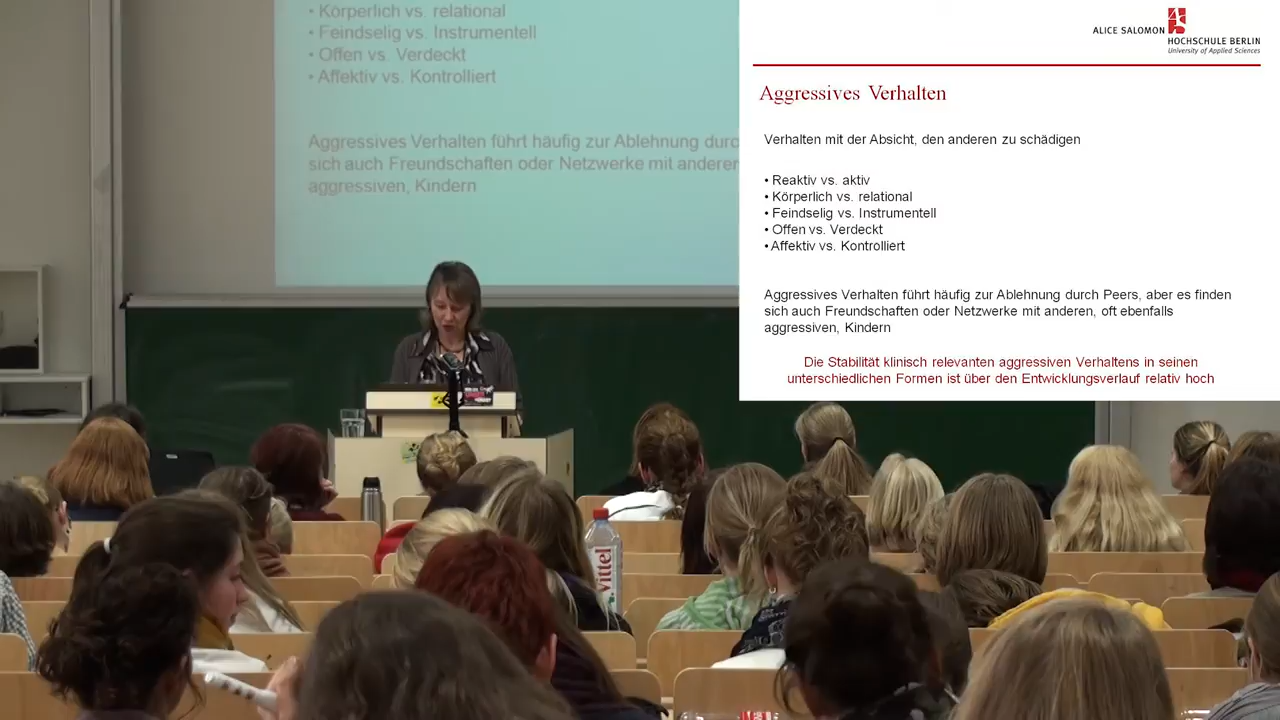 • Körperlich vs. relational
• Feindselig vs. Instrumentell
• Offen vs. Verdeckt
• Affektiv vs. Kontrolliert
Aggressives Verhalten führt häufig zur Ablehnung durc
sich auch Freundschaften oder Netzwerke mit anderen
aggressiven, Kindern
ALICE SALOMON
HOCHSCHULE BERLIN
University of Applied Sciences
Aggressives Verhalten
Verhalten mit der Absicht, den anderen zu schädigen
• Reaktiv vs. aktiv
• Körperlich vs. relational
• Feindselig vs. Instrumentell
• Offen vs. Verdeckt
• Affektiv vs. Kontrolliert
Aggressives Verhalten führt häufig zur Ablehnung durch Peers, aber es finden
sich auch Freundschaften oder Netzwerke mit anderen, oft ebenfalls
aggressiven, Kindern
Die Stabilität klinisch relevanten aggressiven Verhaltens in seinen
unterschiedlichen Formen ist über den Entwicklungsverlauf relativ hoch
Vittel